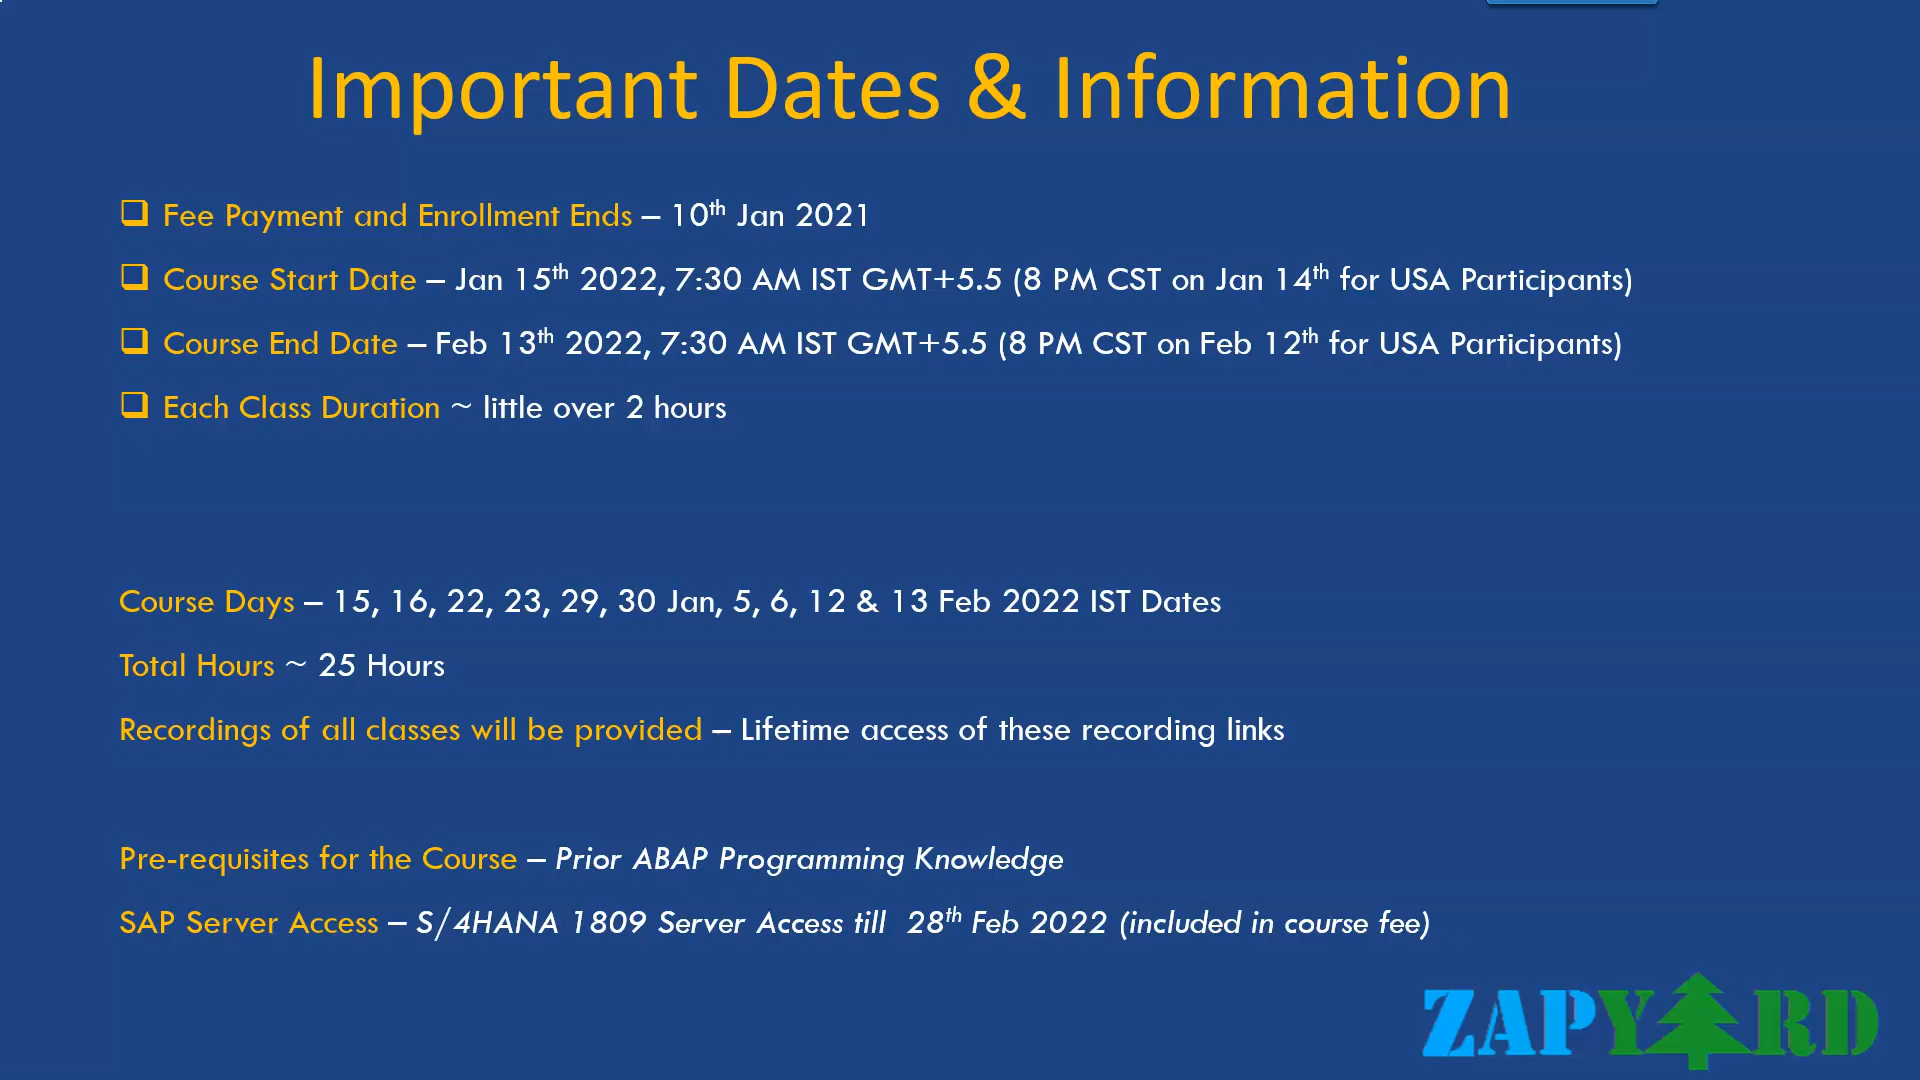 Important Dates & Information
Fee Payment and Enrollment Ends – 10th Jan 2021
Course Start Date – Jan 15th 2022, 7:30 AM IST GMT+5.5 (8 PM CST on Jan 14th for USA Participants)
Course End Date – Feb 13th 2022, 7:30 AM IST GMT+5.5 (8 PM CST on Feb 12th for USA Participants)
Each Class Duration ~ little over 2 hours
Course Days – 15, 16, 22, 23, 29, 30 Jan, 5, 6, 12 & 13 Feb 2022 IST Dates
Total Hours ~ 25 Hours
Recordings of all classes will be provided – Lifetime access of these recording links
Pre-requisites for the Course – Prior ABAP Programming Knowledge
SAP Server Access – S/4HANA 1809 Server Access till 28th Feb 2022 (included in course fee)
ZAPYARD